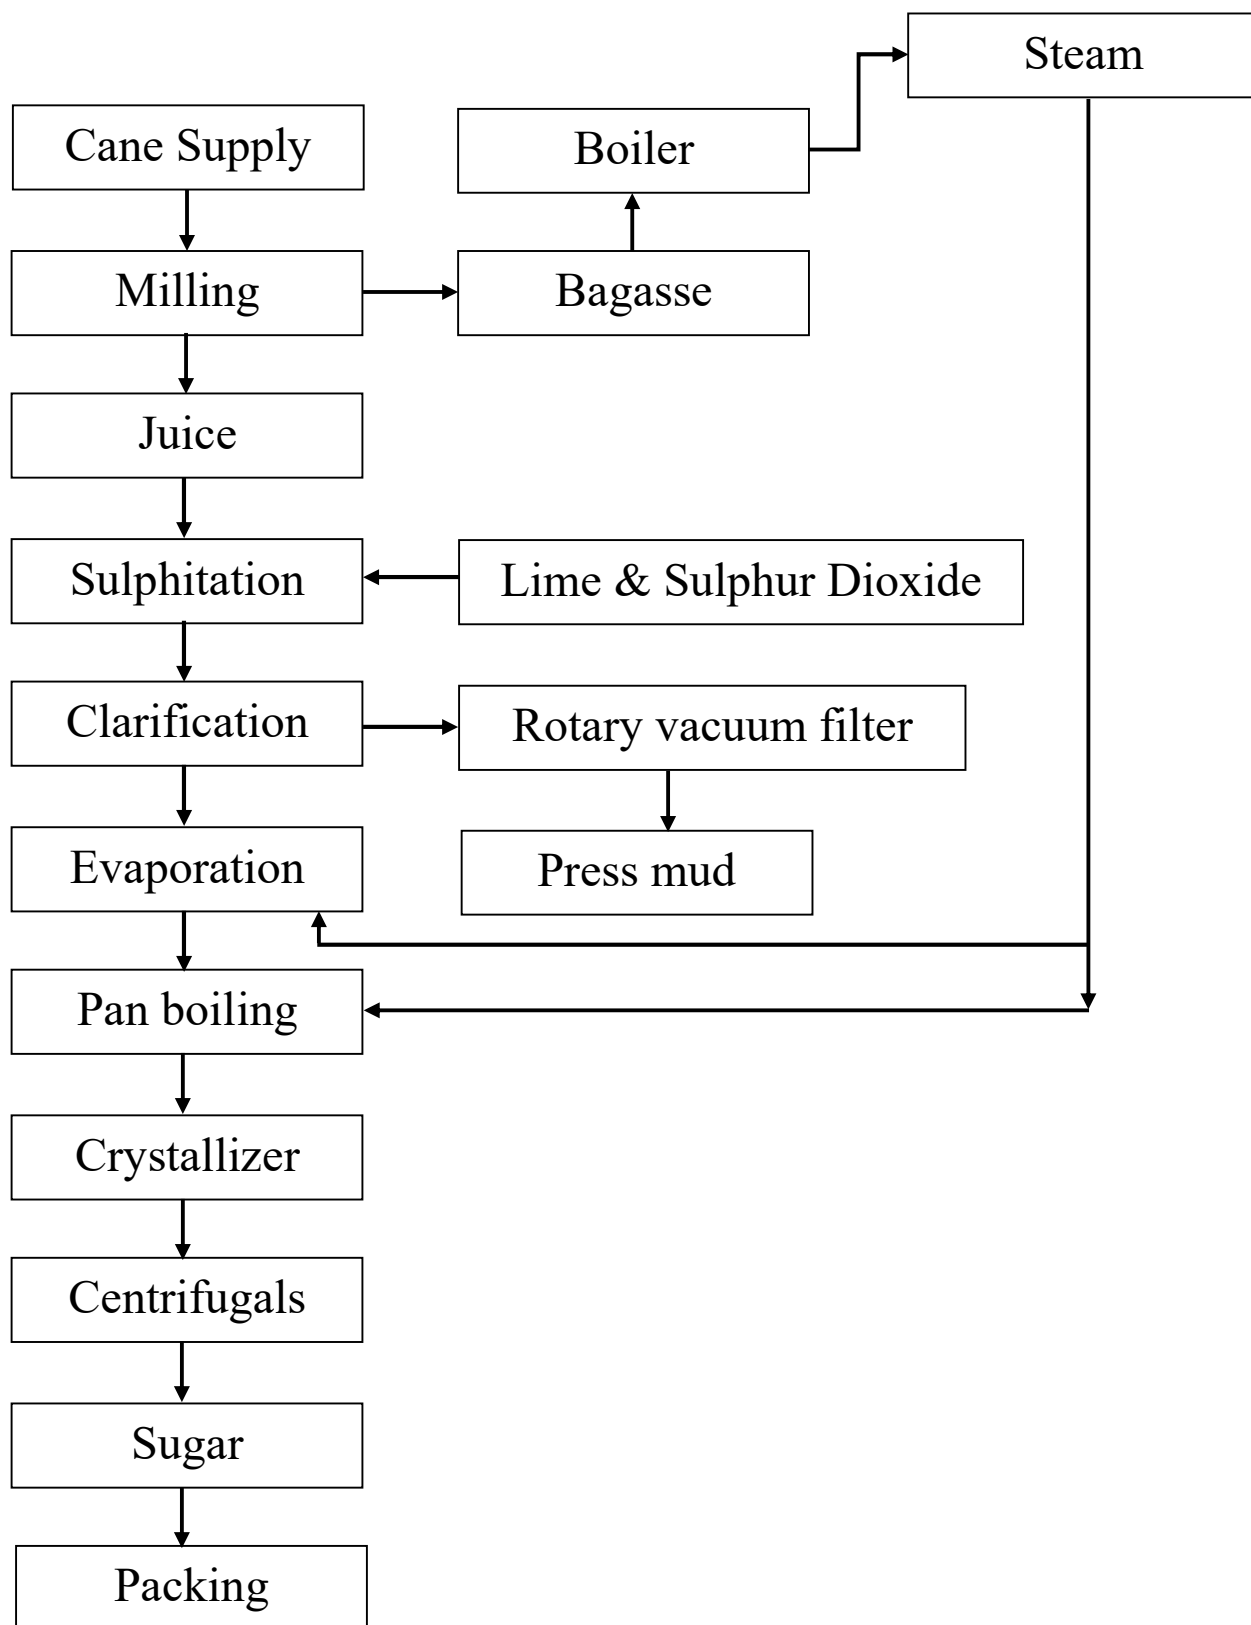 Steam
Cane Supply
Boiler
Milling
Bagasse
Juice
Sulphitation
Lime & Sulphur Dioxide
Clarification
Rotary vacuum filter
Evaporation
Press mud
Pan boiling
Crystallizer
Centrifugals
Sugar
Packing